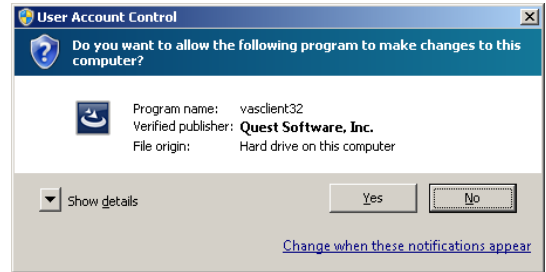 User Account Control
Do you want to allow the following program to make changes to this
computer?
Program name: vasclient32
Verified publisher: Quest Software, Inc.
File origin: Hard drive on this computer
Show details
Yes
No
Change when these notifications appear